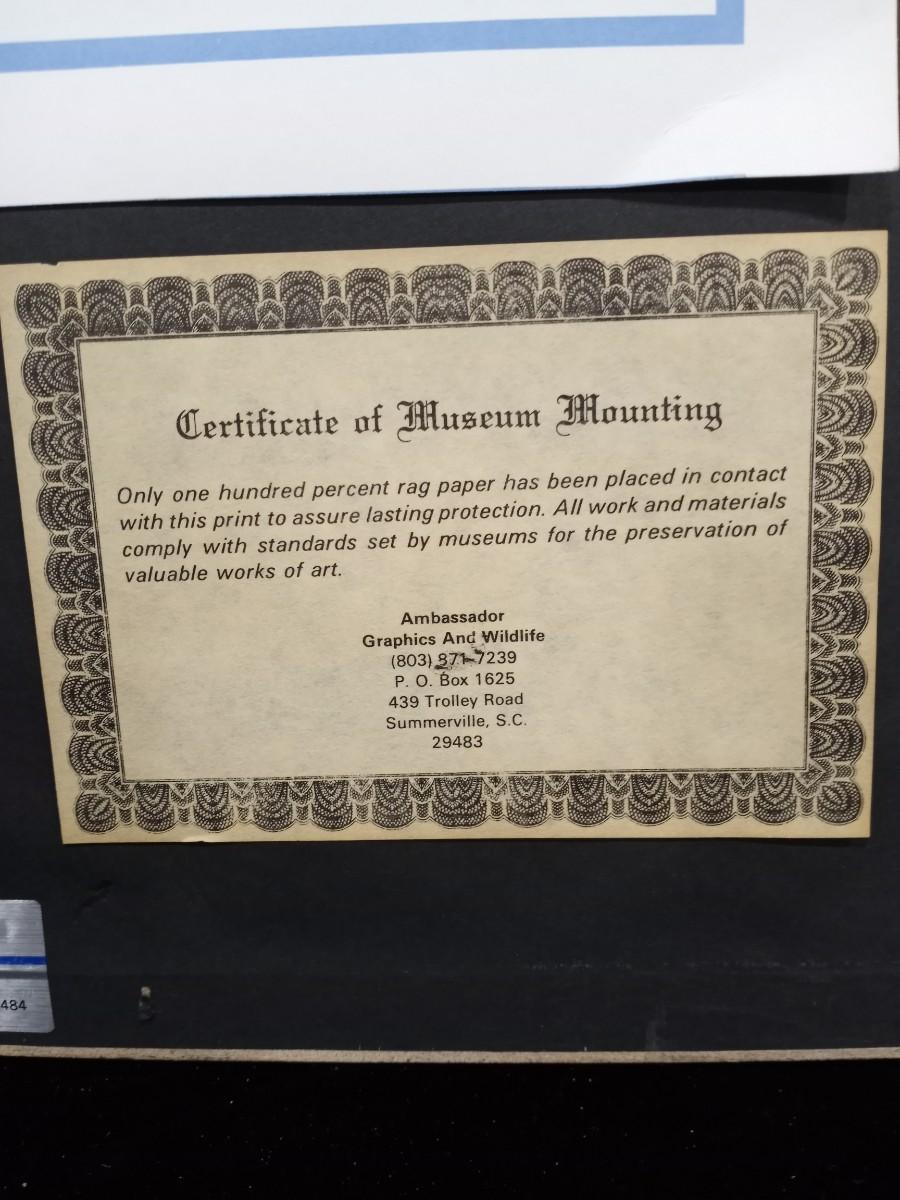 Certificate of Museum Mounting
Only one hundred percent rag paper has been placed in contact
with this print to assure lasting protection. All work and materials
comply with standards set by museums for the preservation of
valuable works of art.
Ambassador
Graphics And Wildlife
(803) 871-7239
P. O. Box 1625
439 Trolley Road
Summerville, S.C.
29483
484